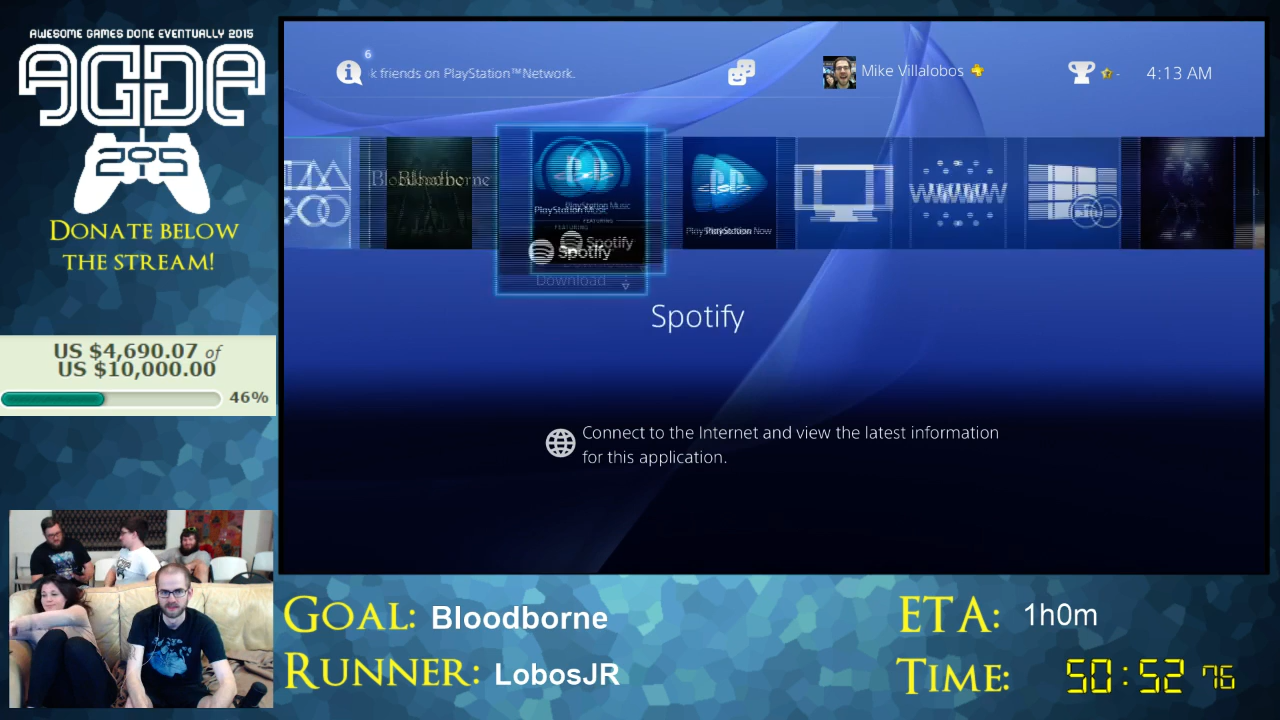 AWESOME GAMES DONE EVENTUALLY 2015
AGDE
2015
DONATE BELOW
THE STREAM!
US $4,690.07 of
US $10,000.00
46%
6
k friends on PlayStation™Network.
Mike Villalobos
4:13 AM
Bloodborne
PlayStation Music
FEATURING
Spotify
Download
PlayStation Now
WWW
Spotify
Connect to the Internet and view the latest information
for this application.
GOAL: Bloodborne
RUNNER: LobosJR
ETA: 1h0m
TIME: 50:52 76